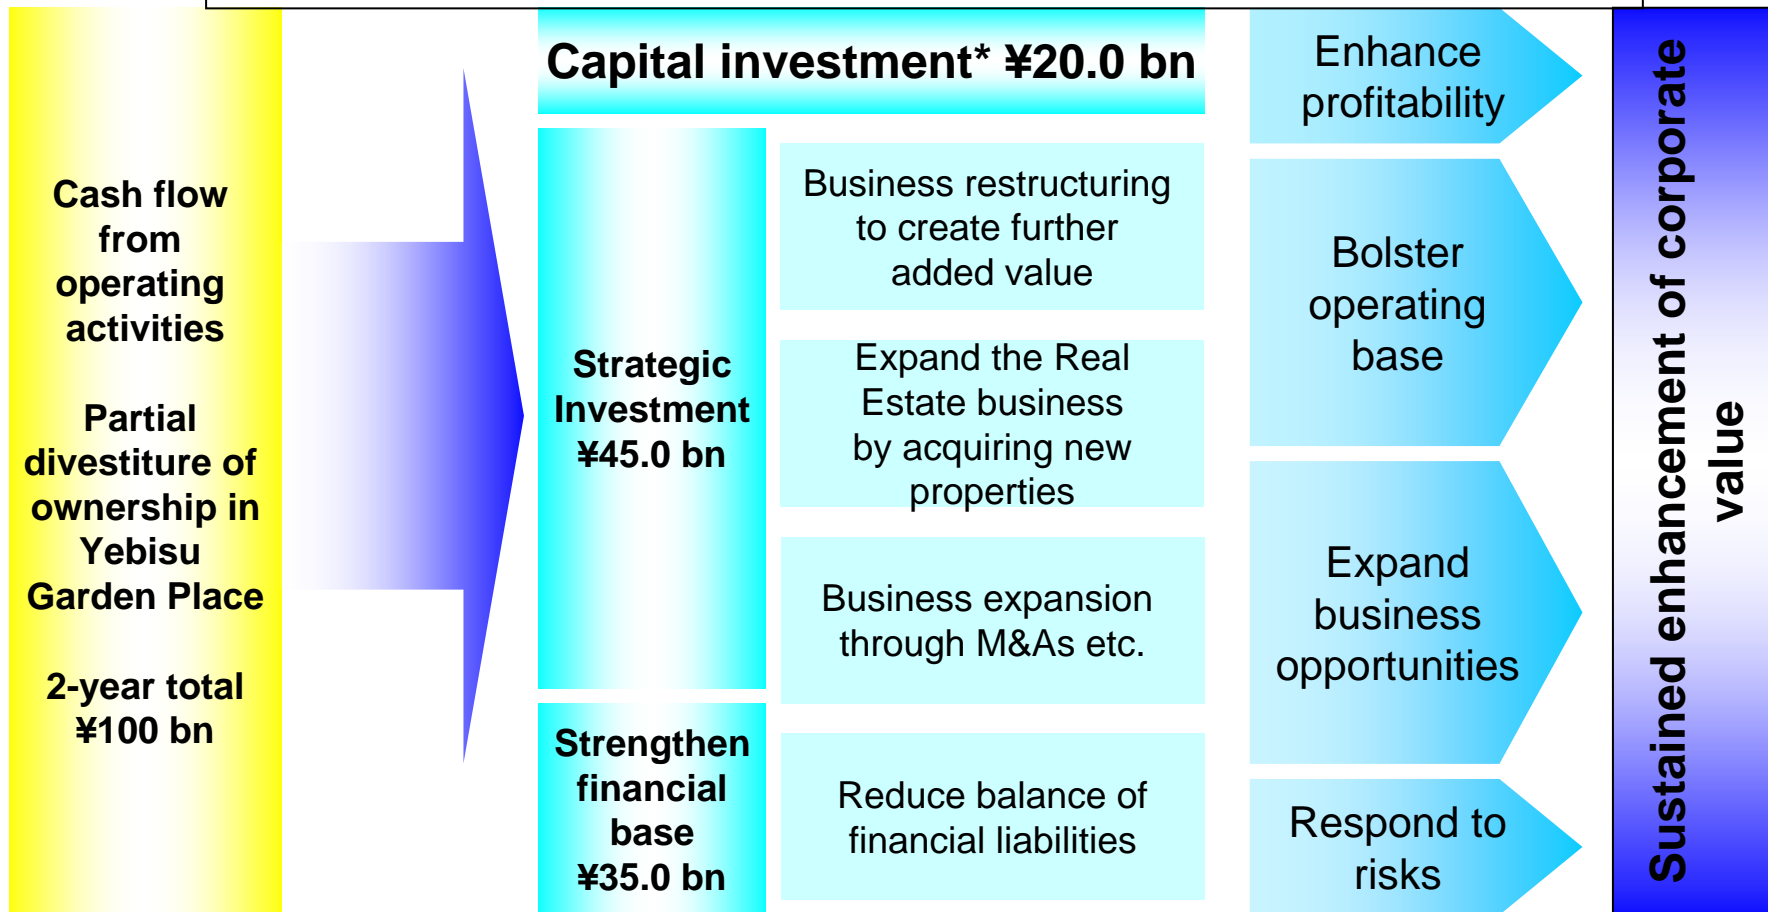 Cash flow
from
operating
activities
Partial
divestiture of
ownership in
Yebisu
Garden Place
2-year total
¥100 bn
Capital investment* ¥20.0 bn
Strategic
Investment
¥45.0 bn
Business restructuring
to create further
added value
Expand the Real
Estate business
by acquiring new
properties
Business expansion
through M&As etc.
Strengthen
financial
base
¥35.0 bn
Reduce balance of
financial liabilities
Enhance
profitability
Bolster
operating
base
Expand
business
opportunities
Respond to
risks
Sustained enhancement of corporate
value